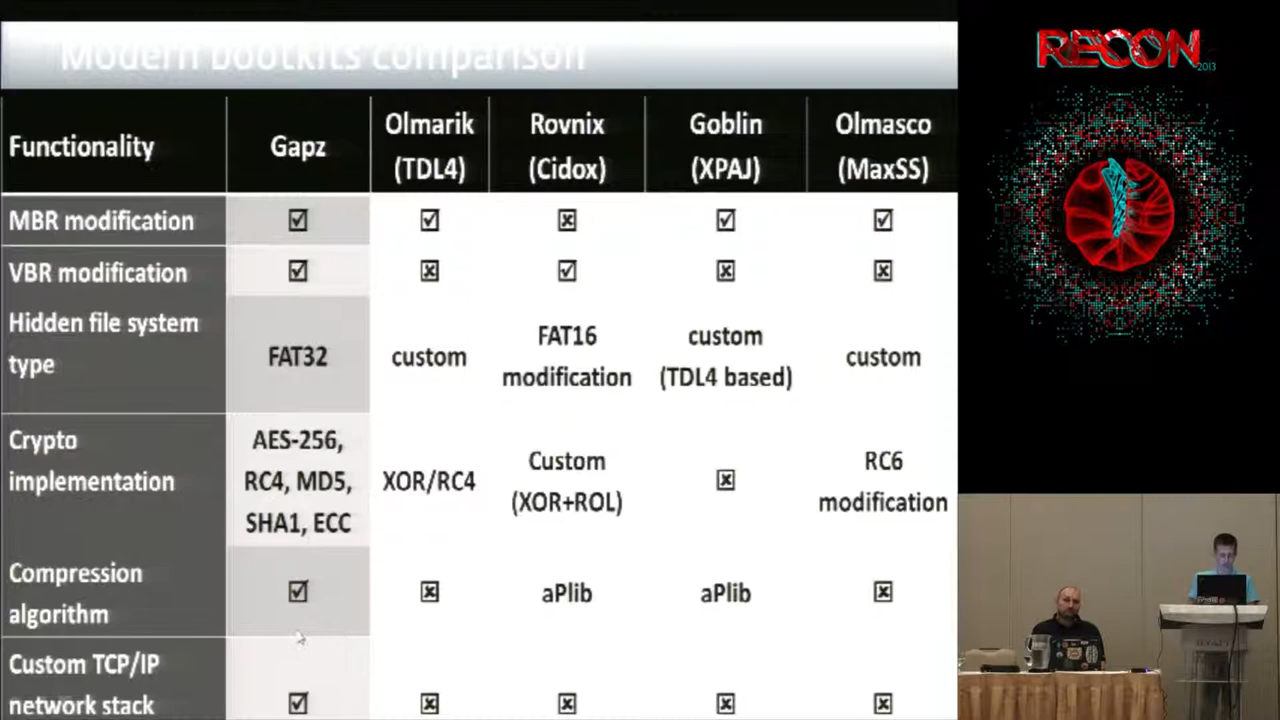 Modern bootkits comparison
Functionality
Gapz
Olmarik
(TDL4)
Rovnix
(Cidox)
Goblin
(XPAJ)
Olmasco
(MaxSS)
MBR modification
☑
☑
☒
☑
☑
VBR modification
☑
☒
☑
☒
☒
Hidden file system
type
FAT32
custom
FAT16
modification
custom
(TDL4 based)
custom
Crypto
implementation
AES-256,
RC4, MD5,
SHA1, ECC
XOR/RC4
Custom
(XOR+ROL)
☒
RC6
modification
Compression
algorithm
☑
☒
aPlib
aPlib
☒
Custom TCP/IP
network stack
☑
☒
☒
☒
☒
RECON
2013